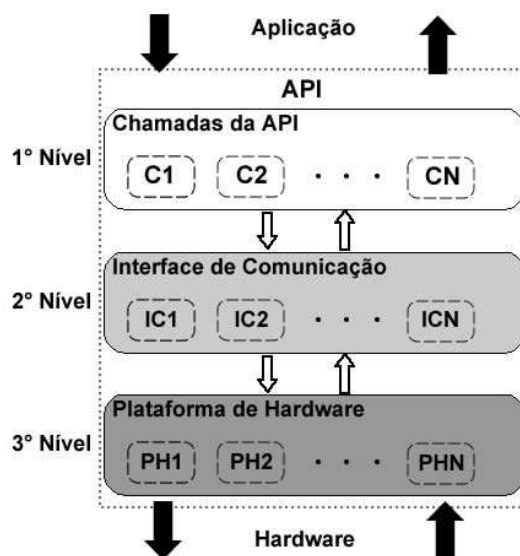 Aplicação
API
Chamadas da API
1° Nível
C1 C2 . . . CN
Interface de Comunicação
2° Nível
IC1 IC2 . . . ICN
Plataforma de Hardware
3° Nível
PH1 PH2 . . . PHN
Hardware